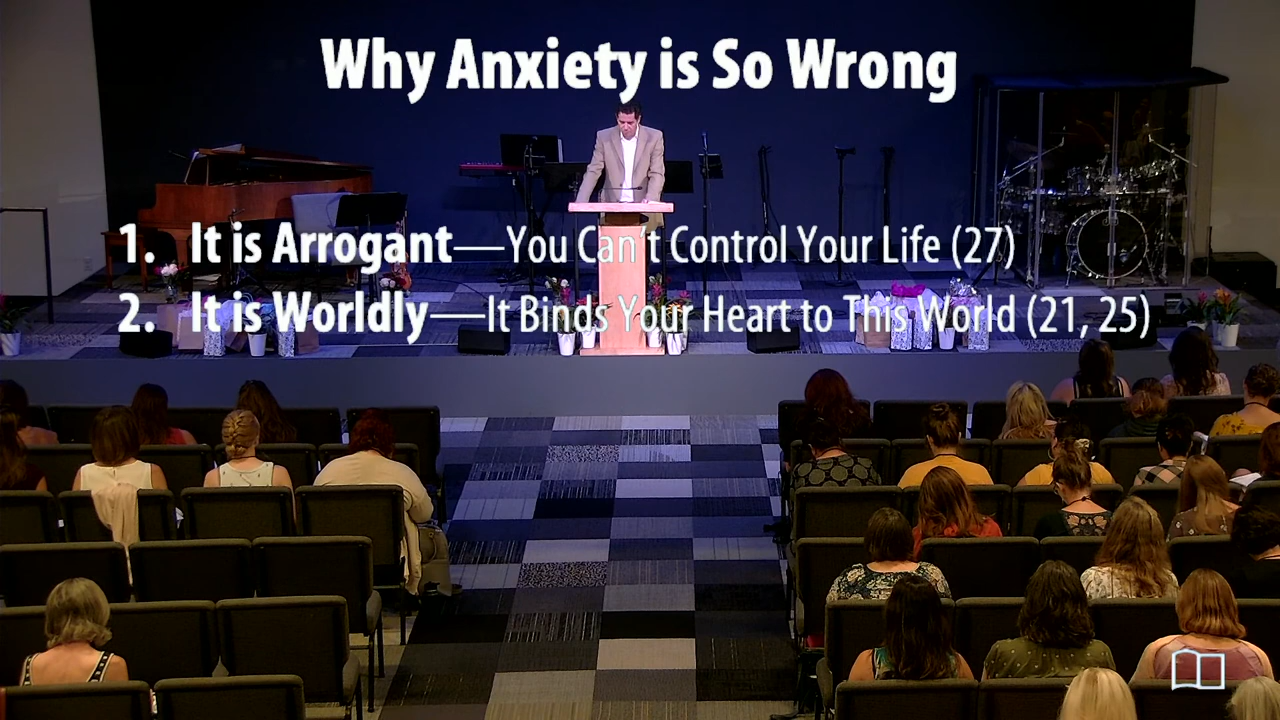 Why Anxiety is So Wrong
1. It is Arrogant—You Can't Control Your Life (27)
2. It is Worldly—It Binds Your Heart to This World (21, 25)